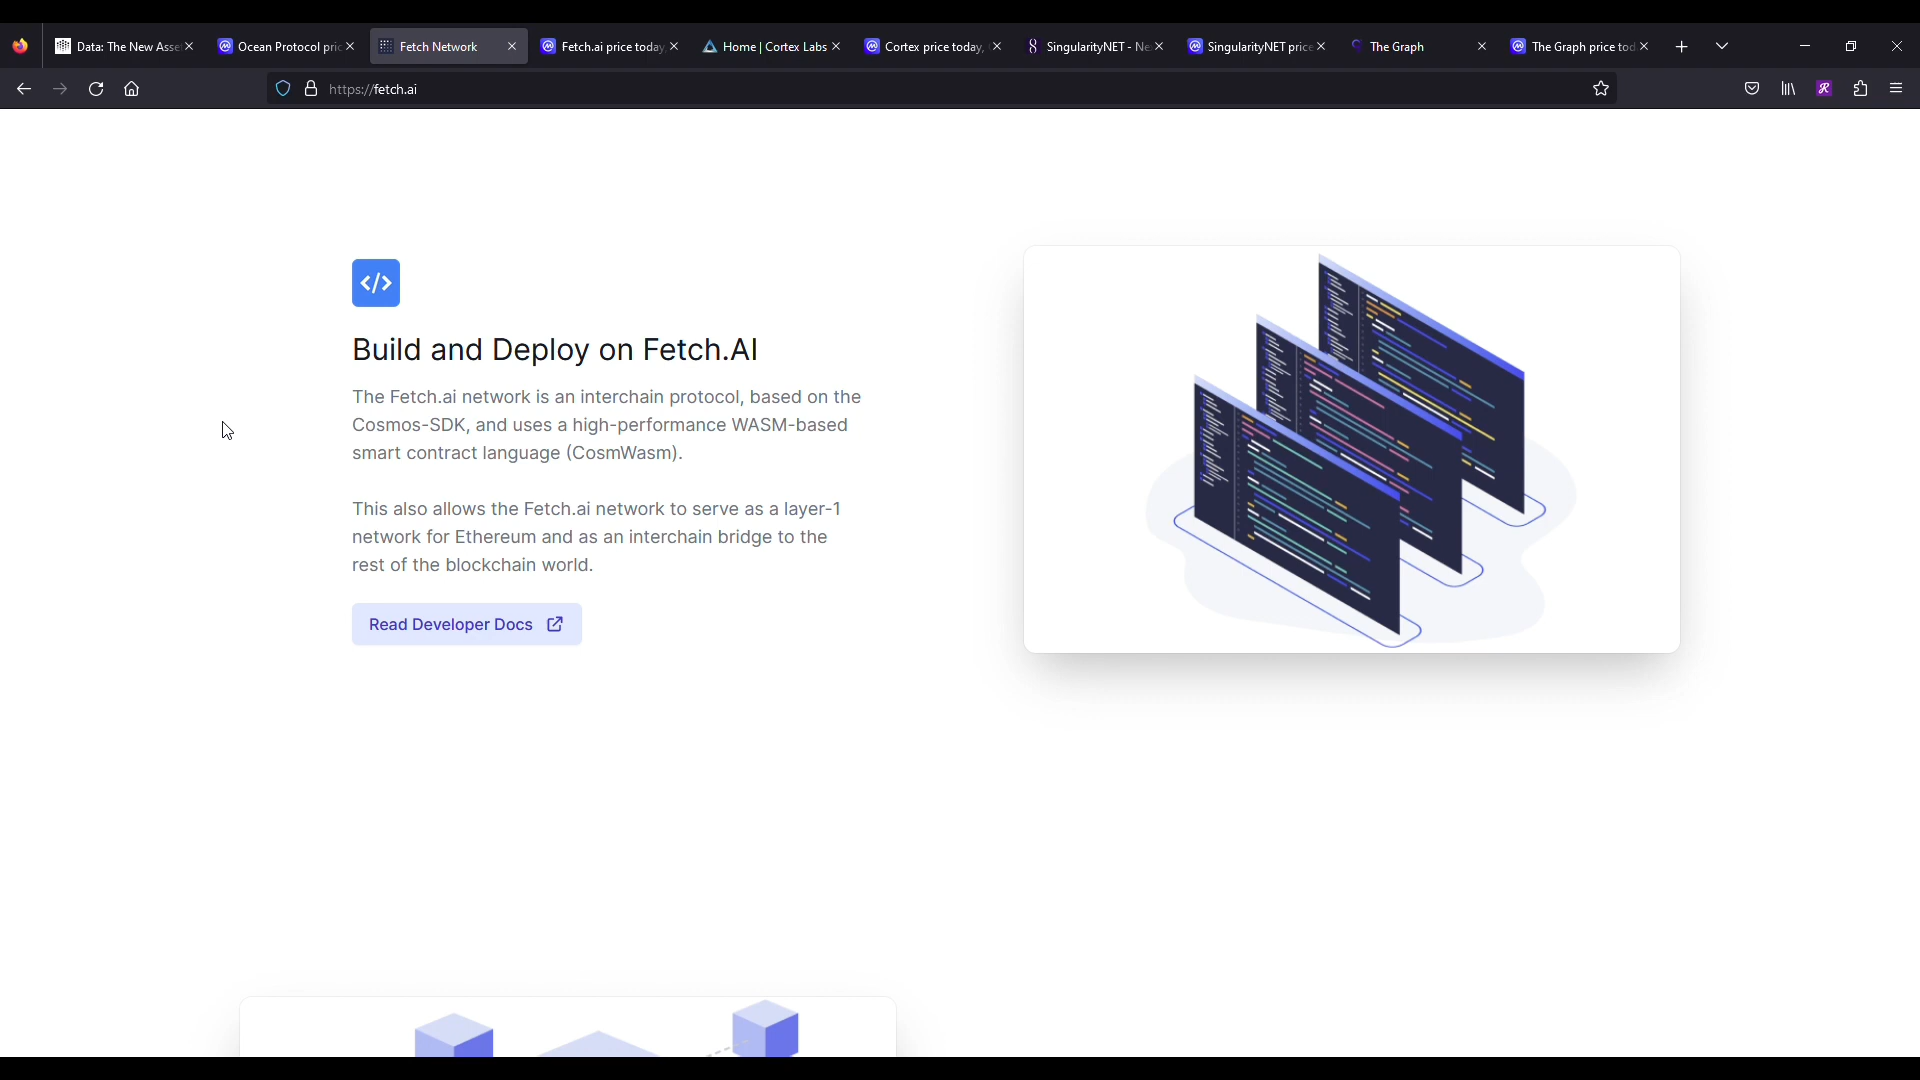 Data: The New Asse
Ocean Protocol pric
Fetch Network
Fetch.ai price today,
Home | Cortex Labs
Cortex price today,
SingularityNET - Ne
SingularityNET price
The Graph
The Graph price tod
https://fetch.ai
</>
Build and Deploy on Fetch.AI
The Fetch.ai network is an interchain protocol, based on the
Cosmos-SDK, and uses a high-performance WASM-based
smart contract language (CosmWasm).
This also allows the Fetch.ai network to serve as a layer-1
network for Ethereum and as an interchain bridge to the
rest of the blockchain world.
Read Developer Docs